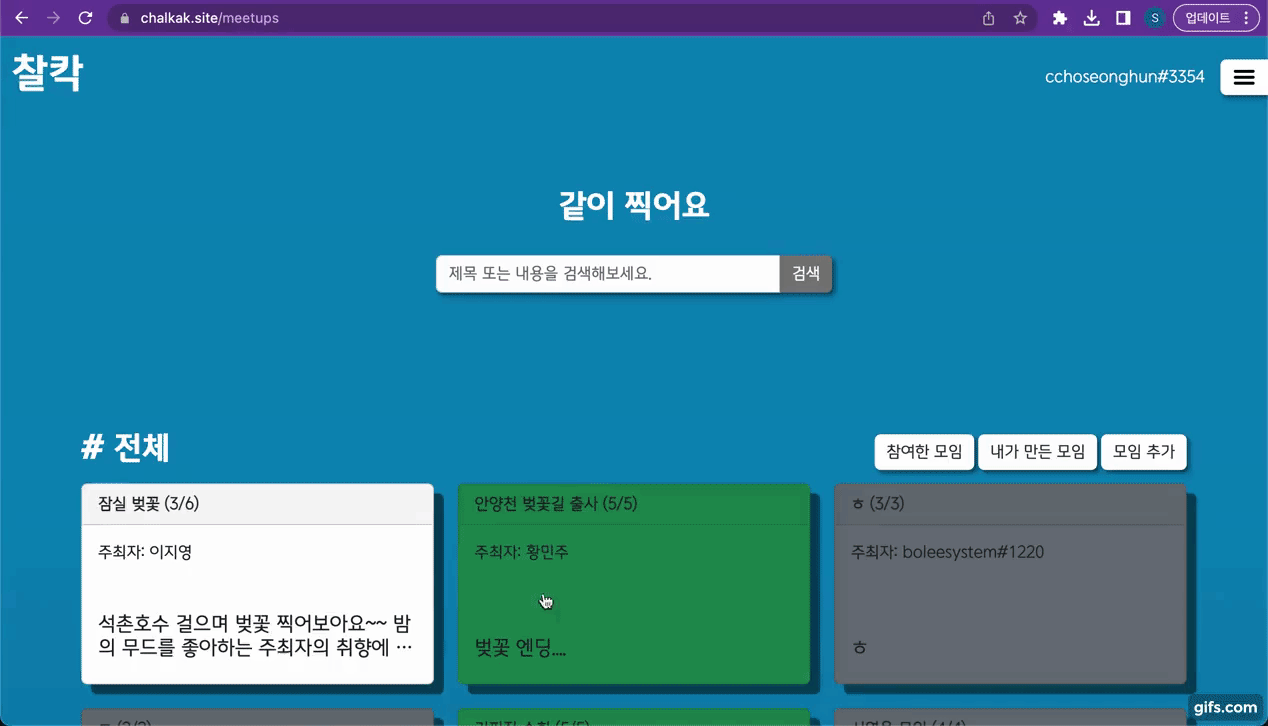 chalkak.site/meetups
S
업데이트
찰칵
cchoseonghun#3354
같이 찍어요
제목 또는 내용을 검색해보세요.
검색
# 전체
참여한 모임
내가 만든 모임
모임 추가
잠실 벚꽃 (3/6)
주최자: 이지영
석촌호수 걸으며 벚꽃 찍어보아요~~ 밤
의 무드를 좋아하는 주최자의 취향에 ...
안양천 벚꽃길 출사 (5/5)
주최자: 황민주
벚꽃 엔딩....
ㅎ (3/3)
주최자: boleesystem#1220
ㅎ
gifs.com